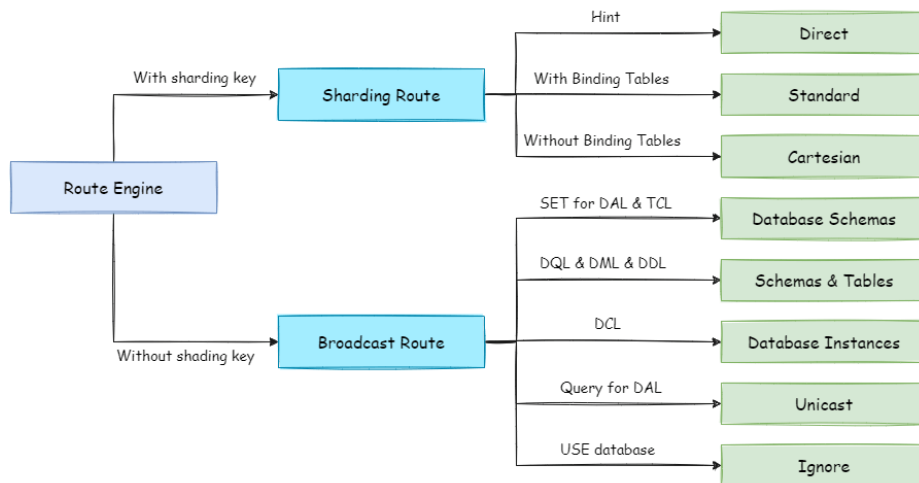 Hint
Direct
With sharding key
With Binding Tables
Sharding Route
Standard
Without Binding Tables
Cartesian
Route Engine
SET for DAL & TCL
Database Schemas
DQL & DML & DDL
Schemas & Tables
Without shading key
Broadcast Route
DCL
Database Instances
Query for DAL
Unicast
USE database
Ignore